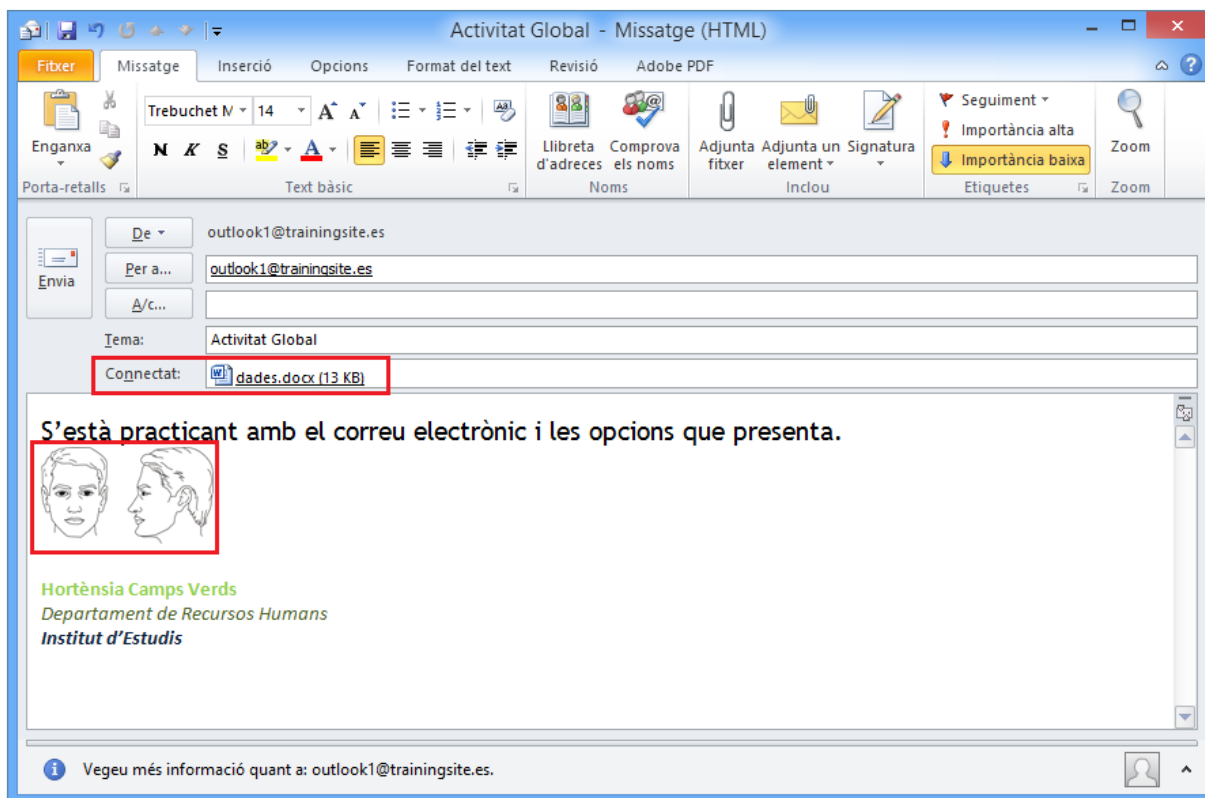 Activitat Global - Missatge (HTML)
Fitxer Missatge Inserció Opcions Format del text Revisió Adobe PDF
Enganxa
Trebuchet M 14
N K S
Llibreta d'adreces
Comprova els noms
Adjunta fitxer
Adjunta un element
Signatura
Seguiment
Importància alta
Importància baixa
Zoom
Porta-retalls Text bàsic Noms Inclou Etiquetes Zoom
Envia
De outlook1@trainingsite.es
Per a... outlook1@trainingsite.es
A/c...
Tema: Activitat Global
Connectat: dades.docx (13 KB)
S'està practicant amb el correu electrònic i les opcions que presenta.
Hortènsia Camps Verds
Departament de Recursos Humans
Institut d'Estudis
Vegeu més informació quant a: outlook1@trainingsite.es.